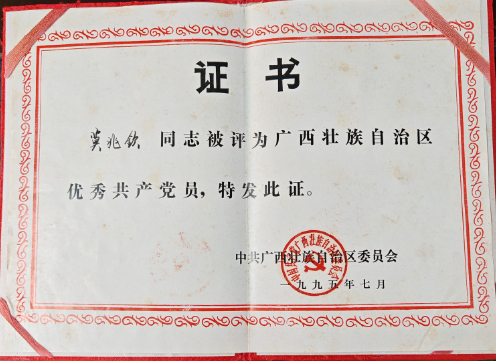 证书
莫兆钦 同志被评为广西壮族自治区
优秀共产党员，特发此证。
中共广西壮族自治区委员会
一九九五年七月